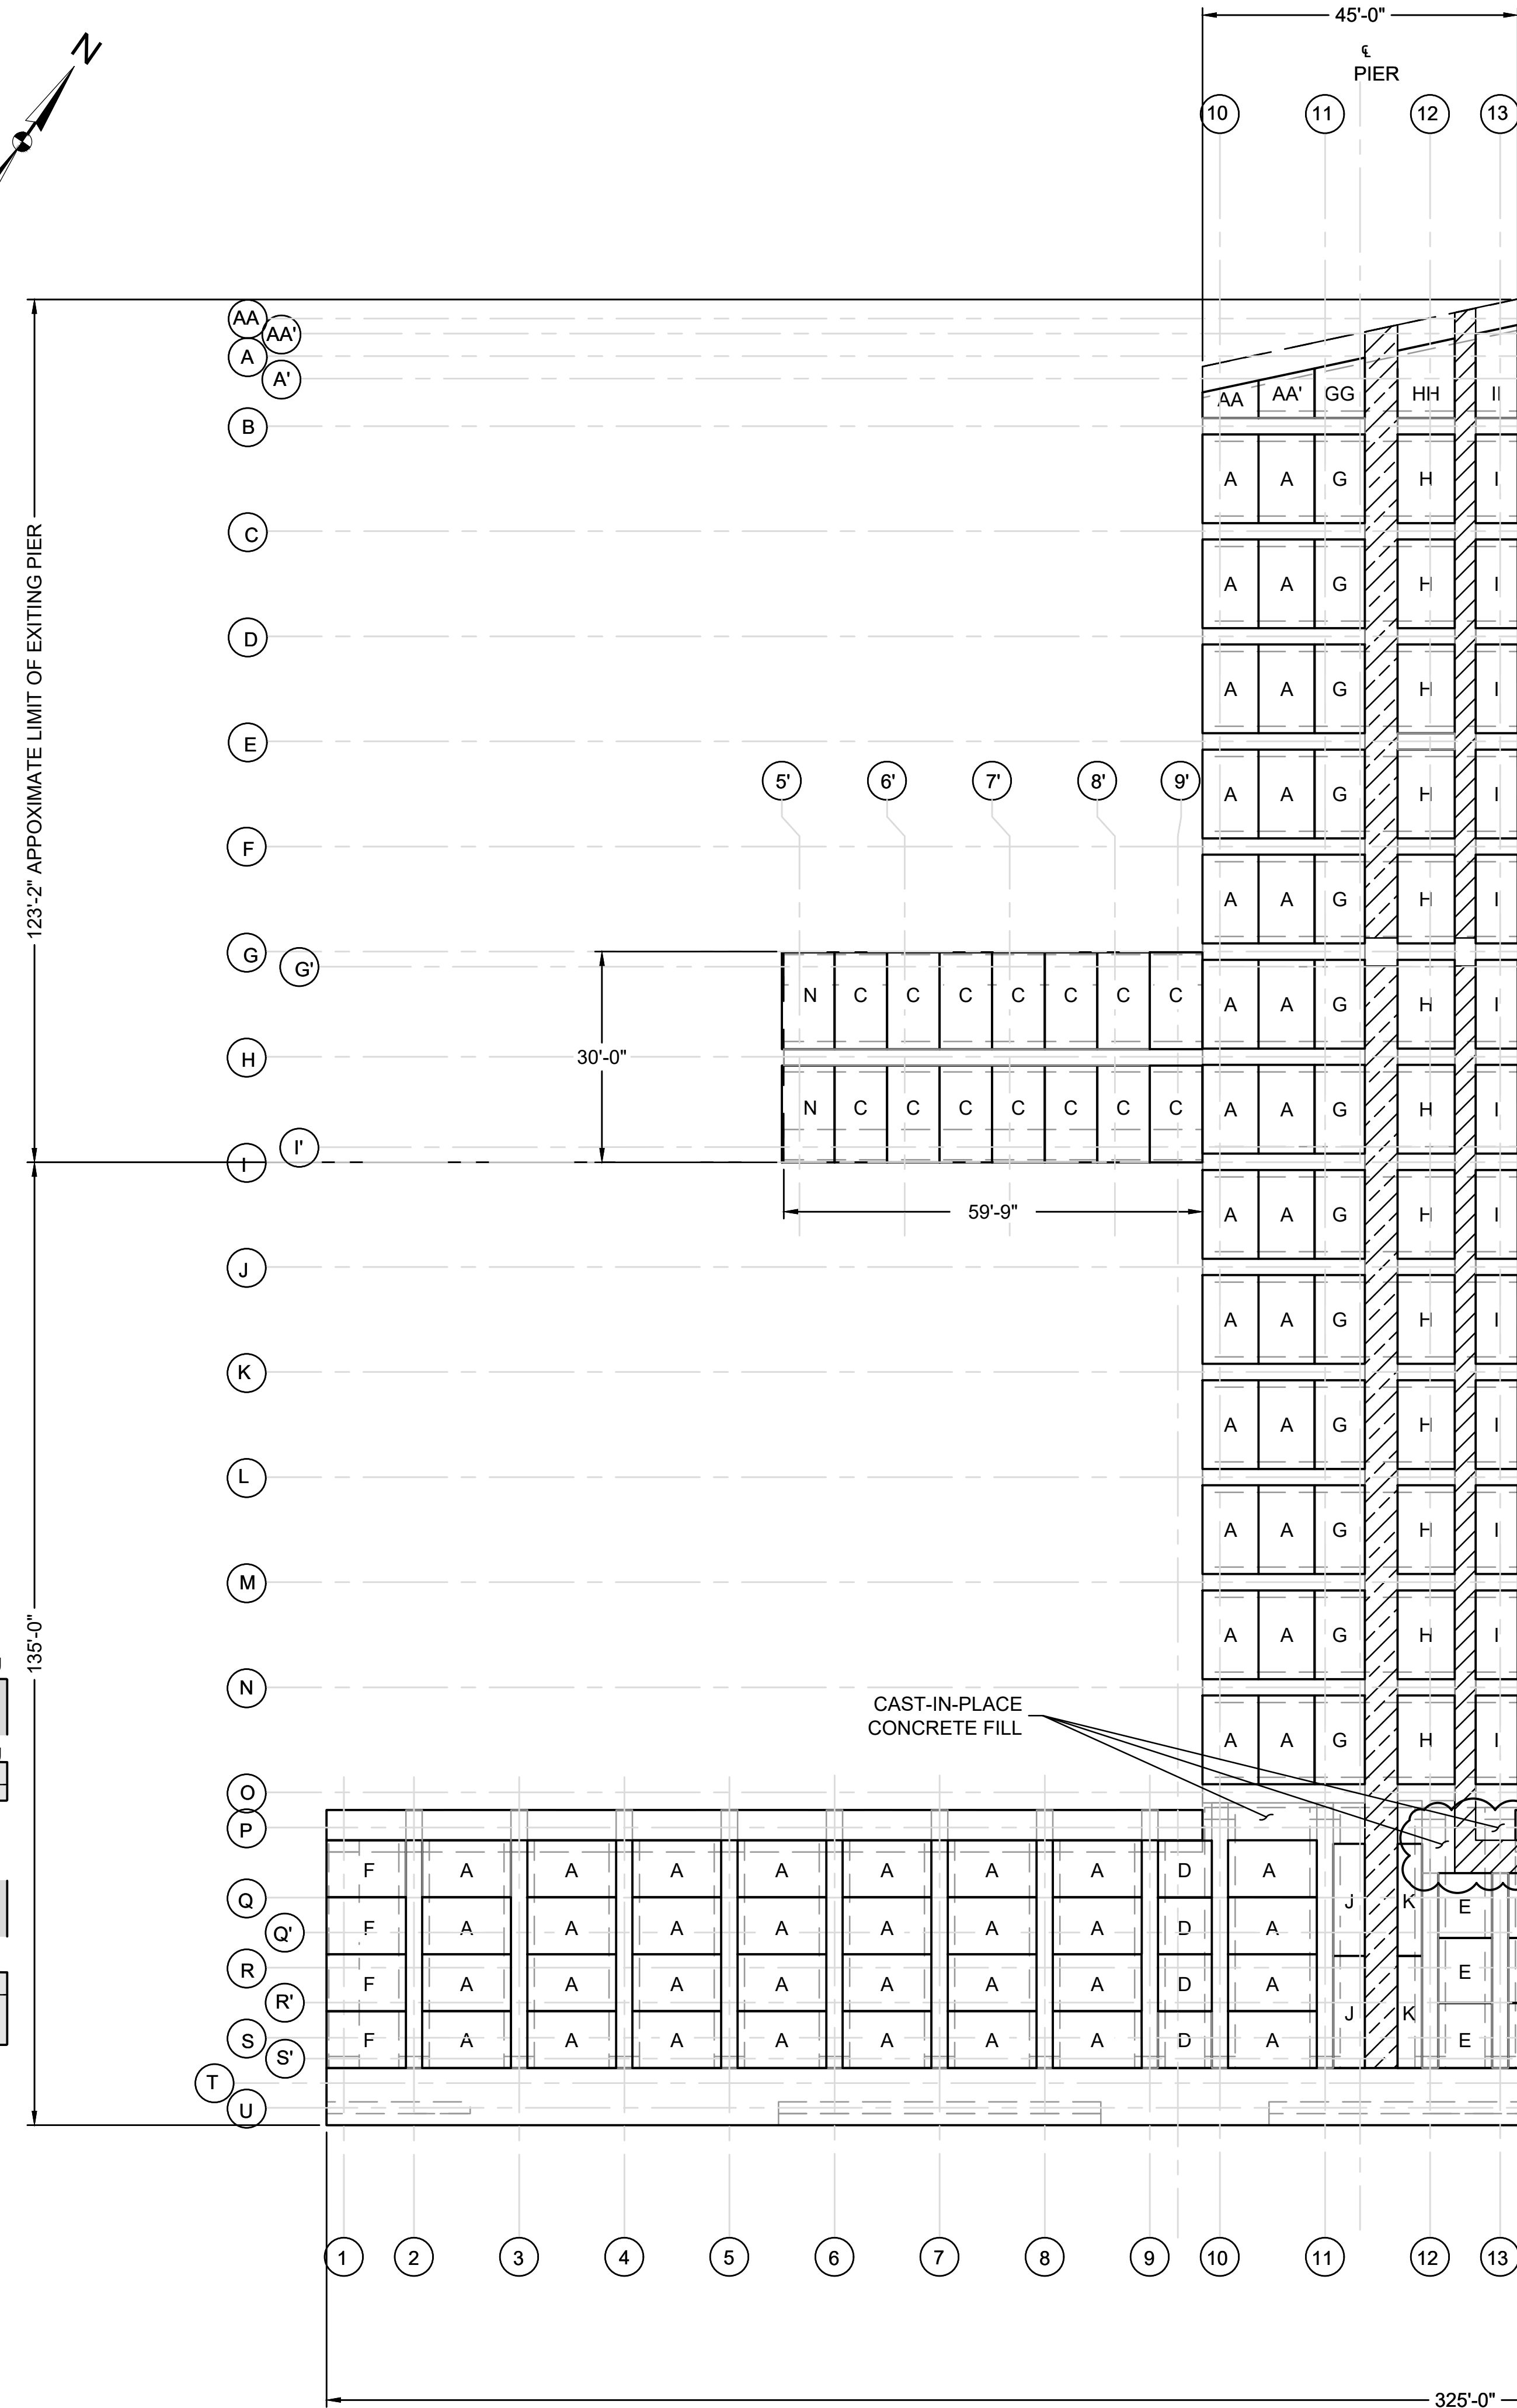 45'-0"
℄
PIER
N
10 11 12 13
AA
AA'
A
A'
AA AA' GG HH II
B
A A G H I
C
A A G H I
D
A A G H I
E
5' 6' 7' 8' 9'
A A G H I
F
A A G H I
G
G'
N C C C C C C C A A G H I
123'-2" APPOXIMATE LIMIT OF EXITING PIER
30'-0"
H
N C C C C C C C A A G H I
I'
I
59'-9"
A A G H I
J
A A G H I
K
A A G H I
L
A A G H I
M
A A G H I
135'-0"
N
CAST-IN-PLACE
CONCRETE FILL
A A G H I
O
P
F A A A A A A A D A
Q
J K E
Q'
F A A A A A A A D A
R
F A A A A A A A D A E
R'
J K
S
F A A A A A A A D A E
S'
T
U
1 2 3 4 5 6 7 8 9 10 11 12 13
325'-0"